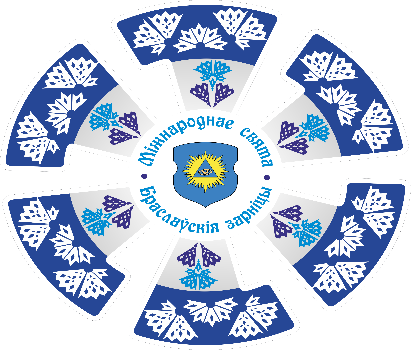 Міжнароднае свята
Браслаўскія зарніцы